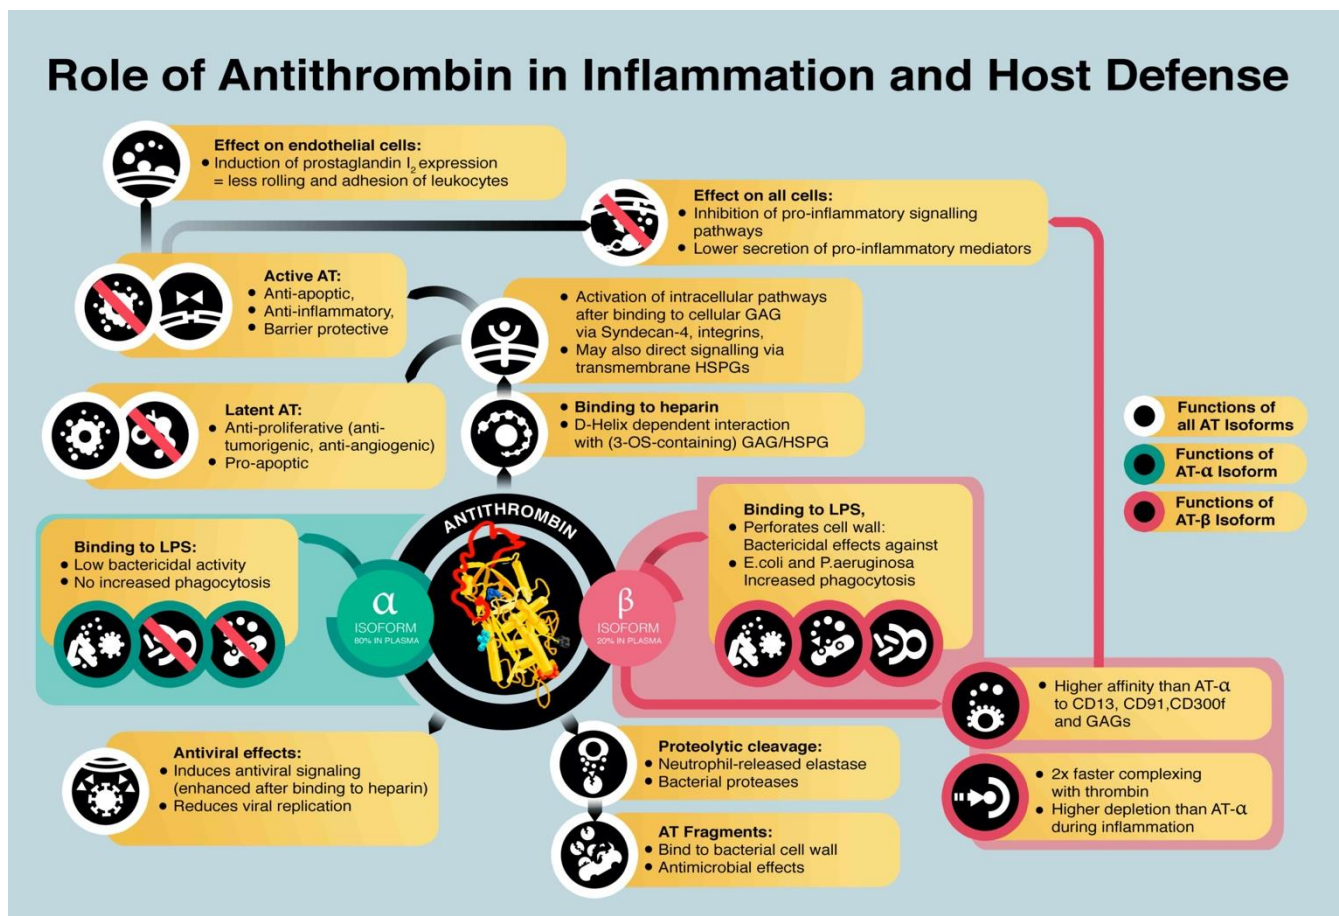 Role of Antithrombin in Inflammation and Host Defense
Effect on endothelial cells:
• Induction of prostaglandin I₂ expression
= less rolling and adhesion of leukocytes
Effect on all cells:
• Inhibition of pro-inflammatory signalling
pathways
• Lower secretion of pro-inflammatory mediators
Active AT:
• Anti-apoptic,
• Anti-inflammatory,
• Barrier protective
• Activation of intracellular pathways
after binding to cellular GAG
via Syndecan-4, integrins,
• May also direct signalling via
transmembrane HSPGs
Latent AT:
• Anti-proliferative (anti-
tumorigenic, anti-angiogenic)
• Pro-apoptic
• Binding to heparin
• D-Helix dependent interaction
with (3-OS-containing) GAG/HSPG
Functions of
all AT Isoforms
Functions of
AT-α Isoform
Functions of
AT-β Isoform
ANTITHROMBIN
Binding to LPS:
• Low bactericidal activity
• No increased phagocytosis
α
ISOFORM
80% IN PLASMA
β
ISOFORM
20% IN PLASMA
Binding to LPS,
• Perforates cell wall:
Bactericidal effects against
• E.coli and P.aeruginosa
Increased phagocytosis
• Higher affinity than AT-α
to CD13, CD91,CD300f
and GAGs
• 2x faster complexing
with thrombin
• Higher depletion than AT-α
during inflammation
Antiviral effects:
• Induces antiviral signaling
(enhanced after binding to heparin)
• Reduces viral replication
Proteolytic cleavage:
• Neutrophil-released elastase
• Bacterial proteases
AT Fragments:
• Bind to bacterial cell wall
• Antimicrobial effects